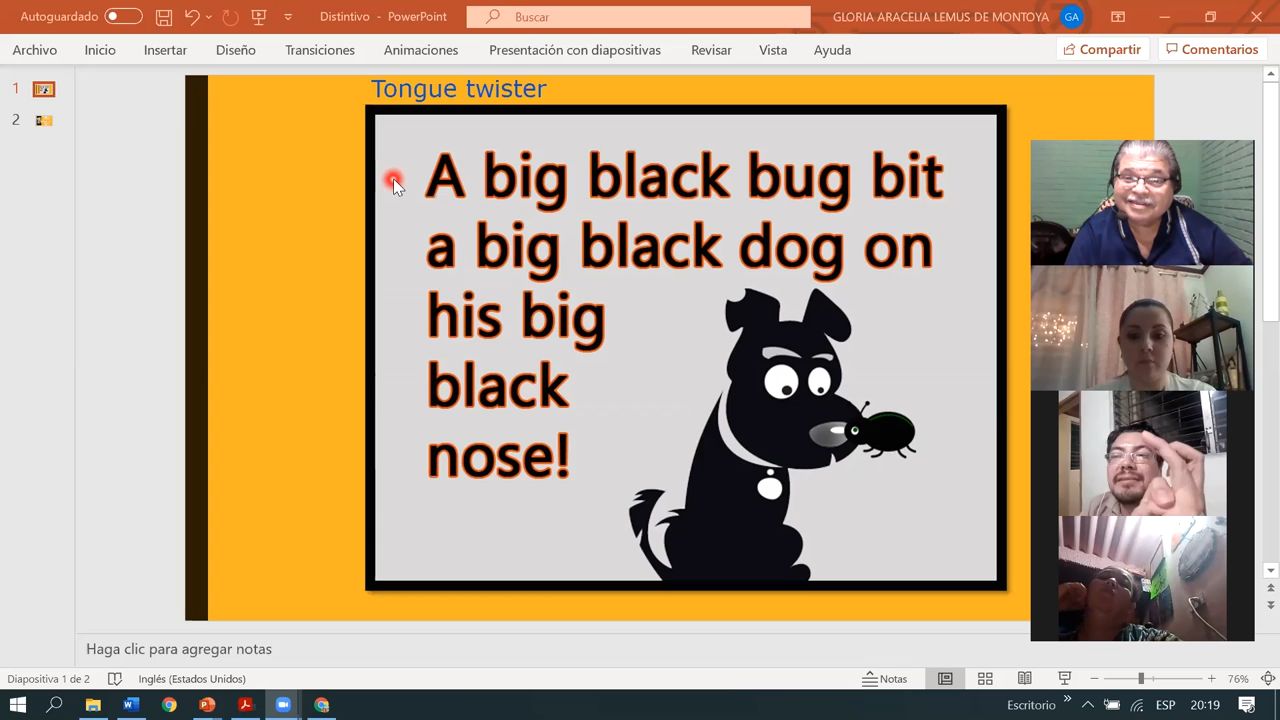 Autoguardado
Distintivo - PowerPoint
Buscar
GLORIA ARACELIA LEMUS DE MONTOYA
GA
Archivo Inicio Insertar Diseño Transiciones Animaciones Presentación con diapositivas Revisar Vista Ayuda
Compartir
Comentarios
1
2
Tongue twister
A big black bug bit
a big black dog on
his big
black
nose!
Haga clic para agregar notas
Diapositiva 1 de 2
Inglés (Estados Unidos)
Notas
76%
Escritorio
ESP
20:19